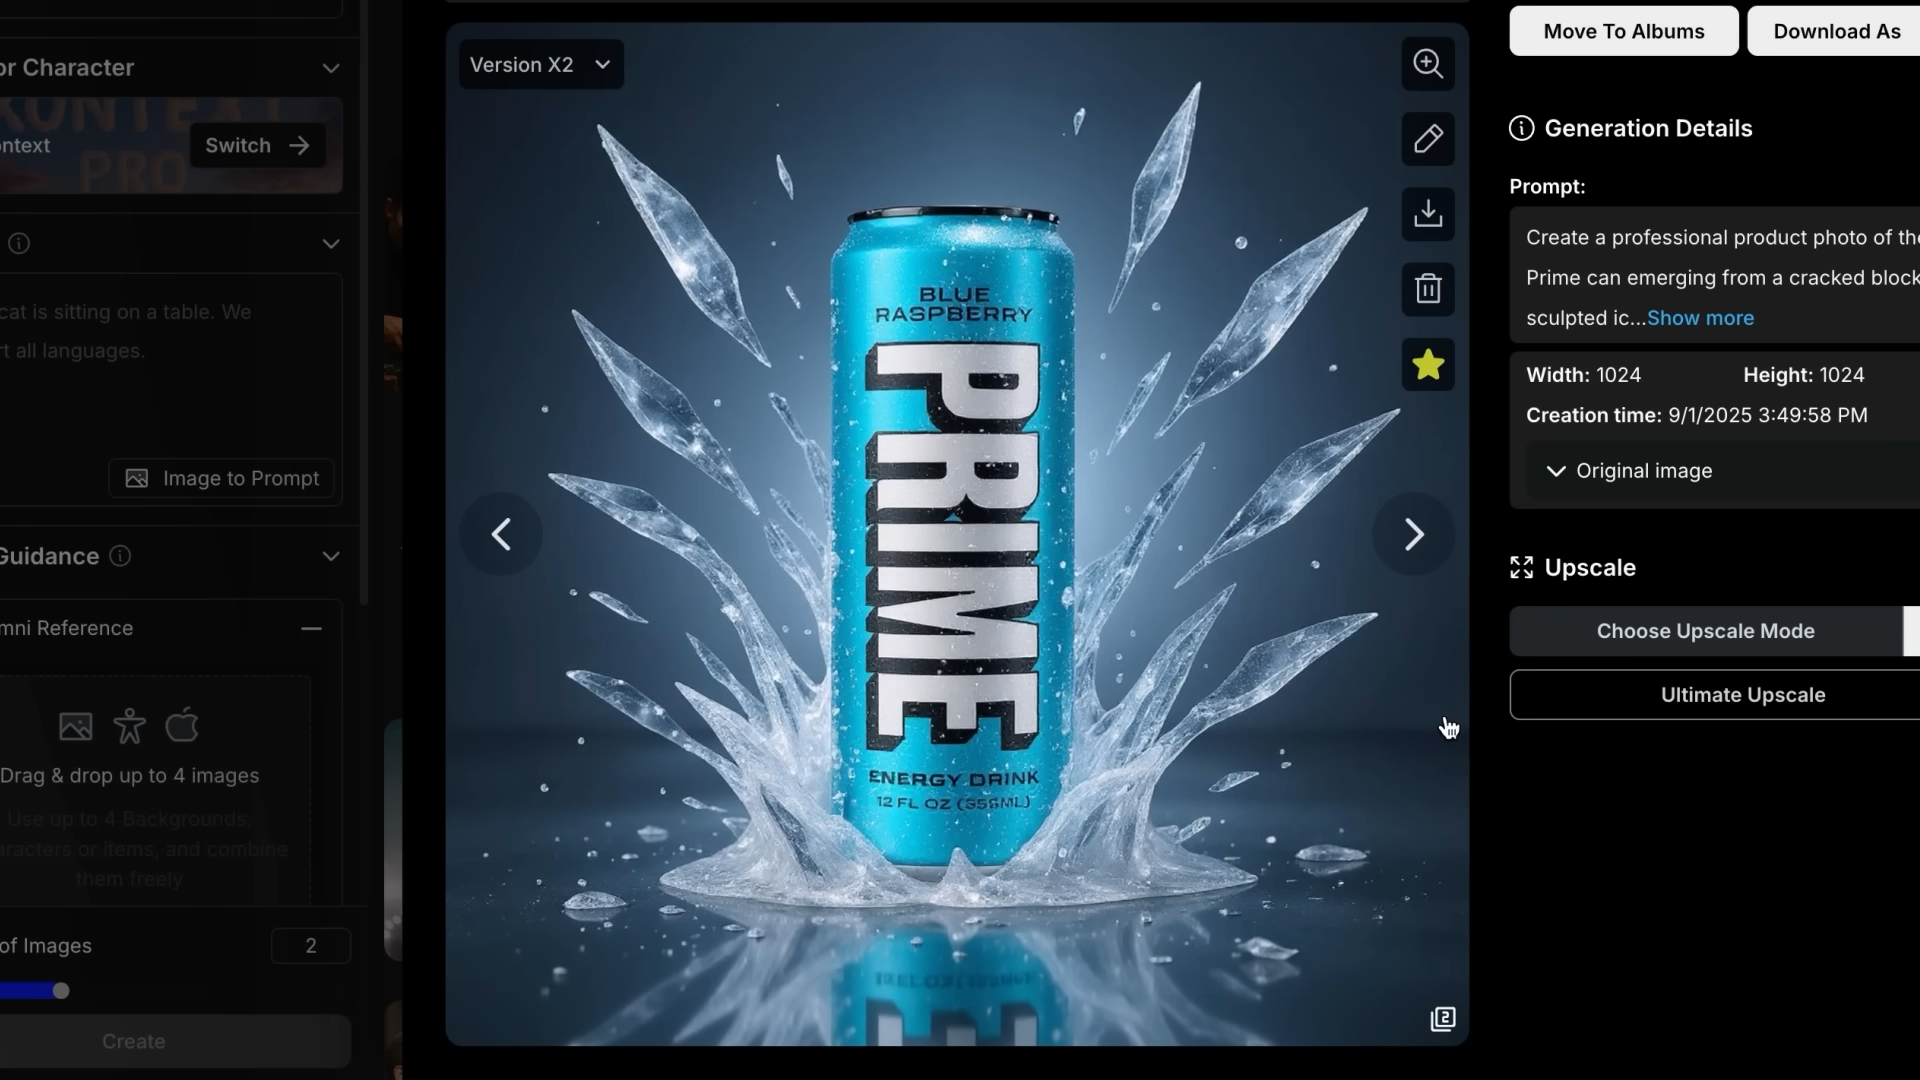 or Character
KONTEXT
PRO
ntext
Switch
cat is sitting on a table. We
t all languages.
Image to Prompt
Guidance
mni Reference
Drag & drop up to 4 images
Use up to 4 Backgrounds,
aracters or items, and combine
them freely
of Images
2
Create
Version X2
BLUE
RASPBERRY
PRIME
ENERGY DRINK
12 FL OZ (355ML)
2
Move To Albums
Download As
Generation Details
Prompt:
Create a professional product photo of the
Prime can emerging from a cracked block
sculpted ic...Show more
Width: 1024
Height: 1024
Creation time: 9/1/2025 3:49:58 PM
Original image
Upscale
Choose Upscale Mode
Ultimate Upscale